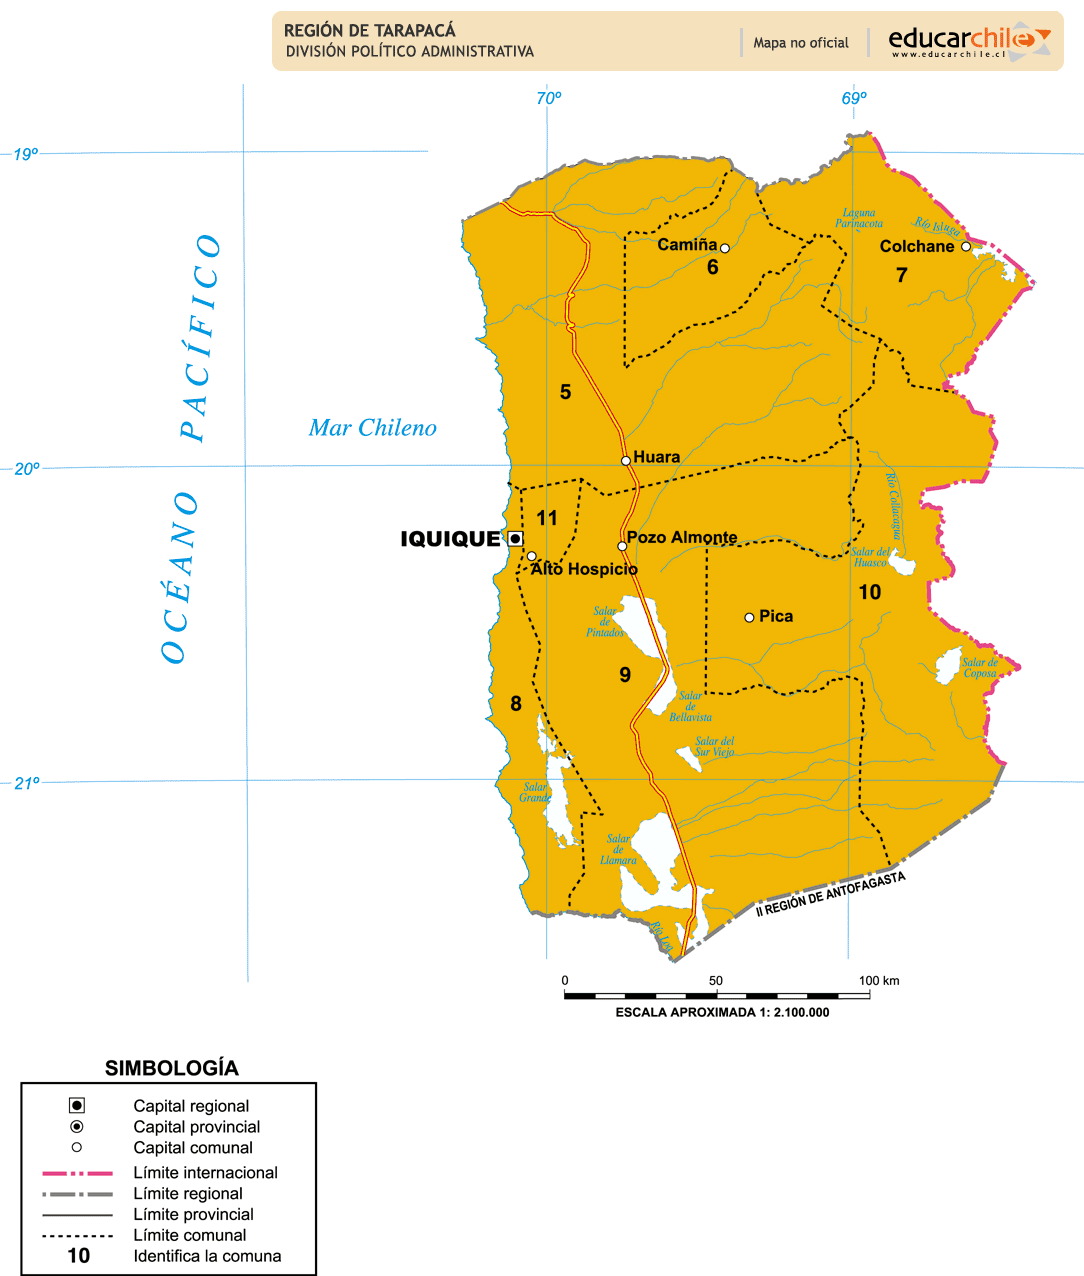 REGIÓN DE TARAPACÁ
DIVISIÓN POLÍTICO ADMINISTRATIVA
Mapa no oficial
educarchile
www.educarchile.cl
70º
69º
19º
Laguna
Parinacota
Río Isluga
Camiña
Colchane
6
7
OCÉANO PACÍFICO
5
Mar Chileno
Huara
20º
Río Collacagua
11
IQUIQUE
Pozo Almonte
Alto Hospicio
Salar del
Huasco
10
Salar
de
Pintados
Pica
9
Salar de
Coposa
8
Salar
de
Bellavista
Salar del
Sur Viejo
21º
Salar
Grande
Salar
de
Llamara
II REGIÓN DE ANTOFAGASTA
Río Loa
0 50 100 km
ESCALA APROXIMADA 1: 2.100.000
SIMBOLOGÍA
Capital regional
Capital provincial
Capital comunal
Límite internacional
Límite regional
Límite provincial
Límite comunal
10 Identifica la comuna